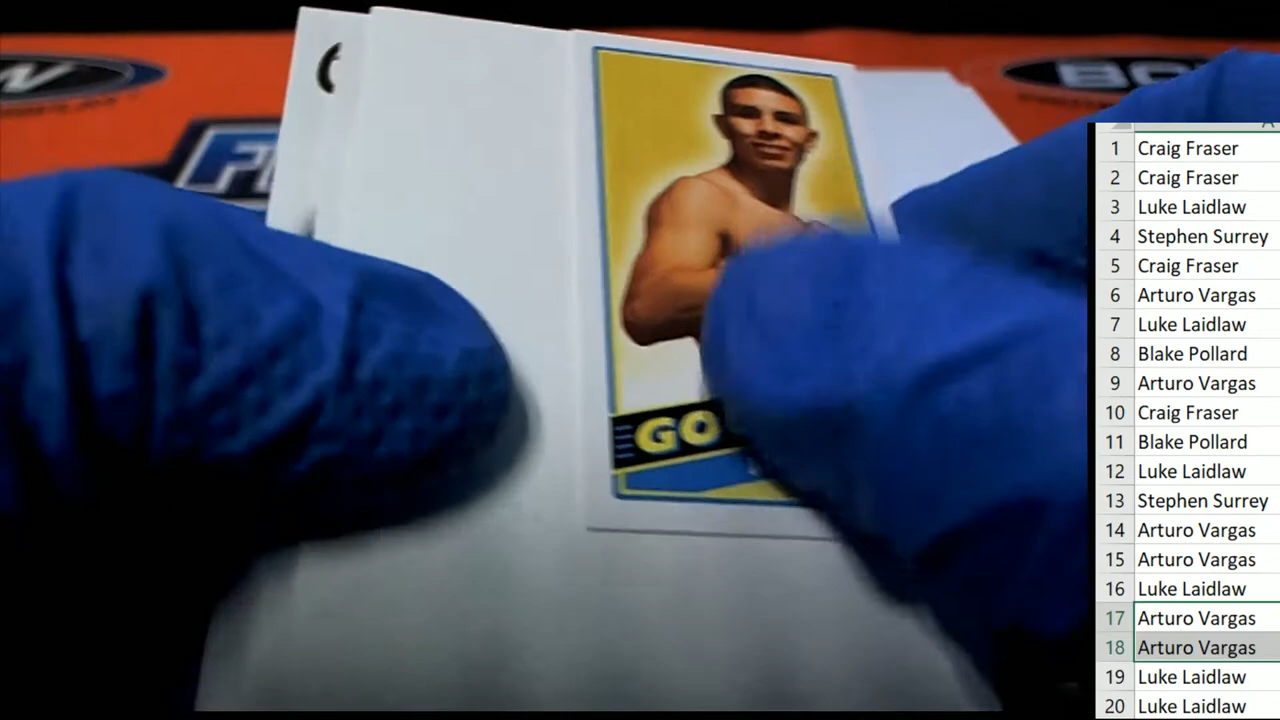 GO
A
1 Craig Fraser
2 Craig Fraser
3 Luke Laidlaw
4 Stephen Surrey
5 Craig Fraser
6 Arturo Vargas
7 Luke Laidlaw
8 Blake Pollard
9 Arturo Vargas
10 Craig Fraser
11 Blake Pollard
12 Luke Laidlaw
13 Stephen Surrey
14 Arturo Vargas
15 Arturo Vargas
16 Luke Laidlaw
17 Arturo Vargas
18 Arturo Vargas
19 Luke Laidlaw
20 Luke Laidlaw